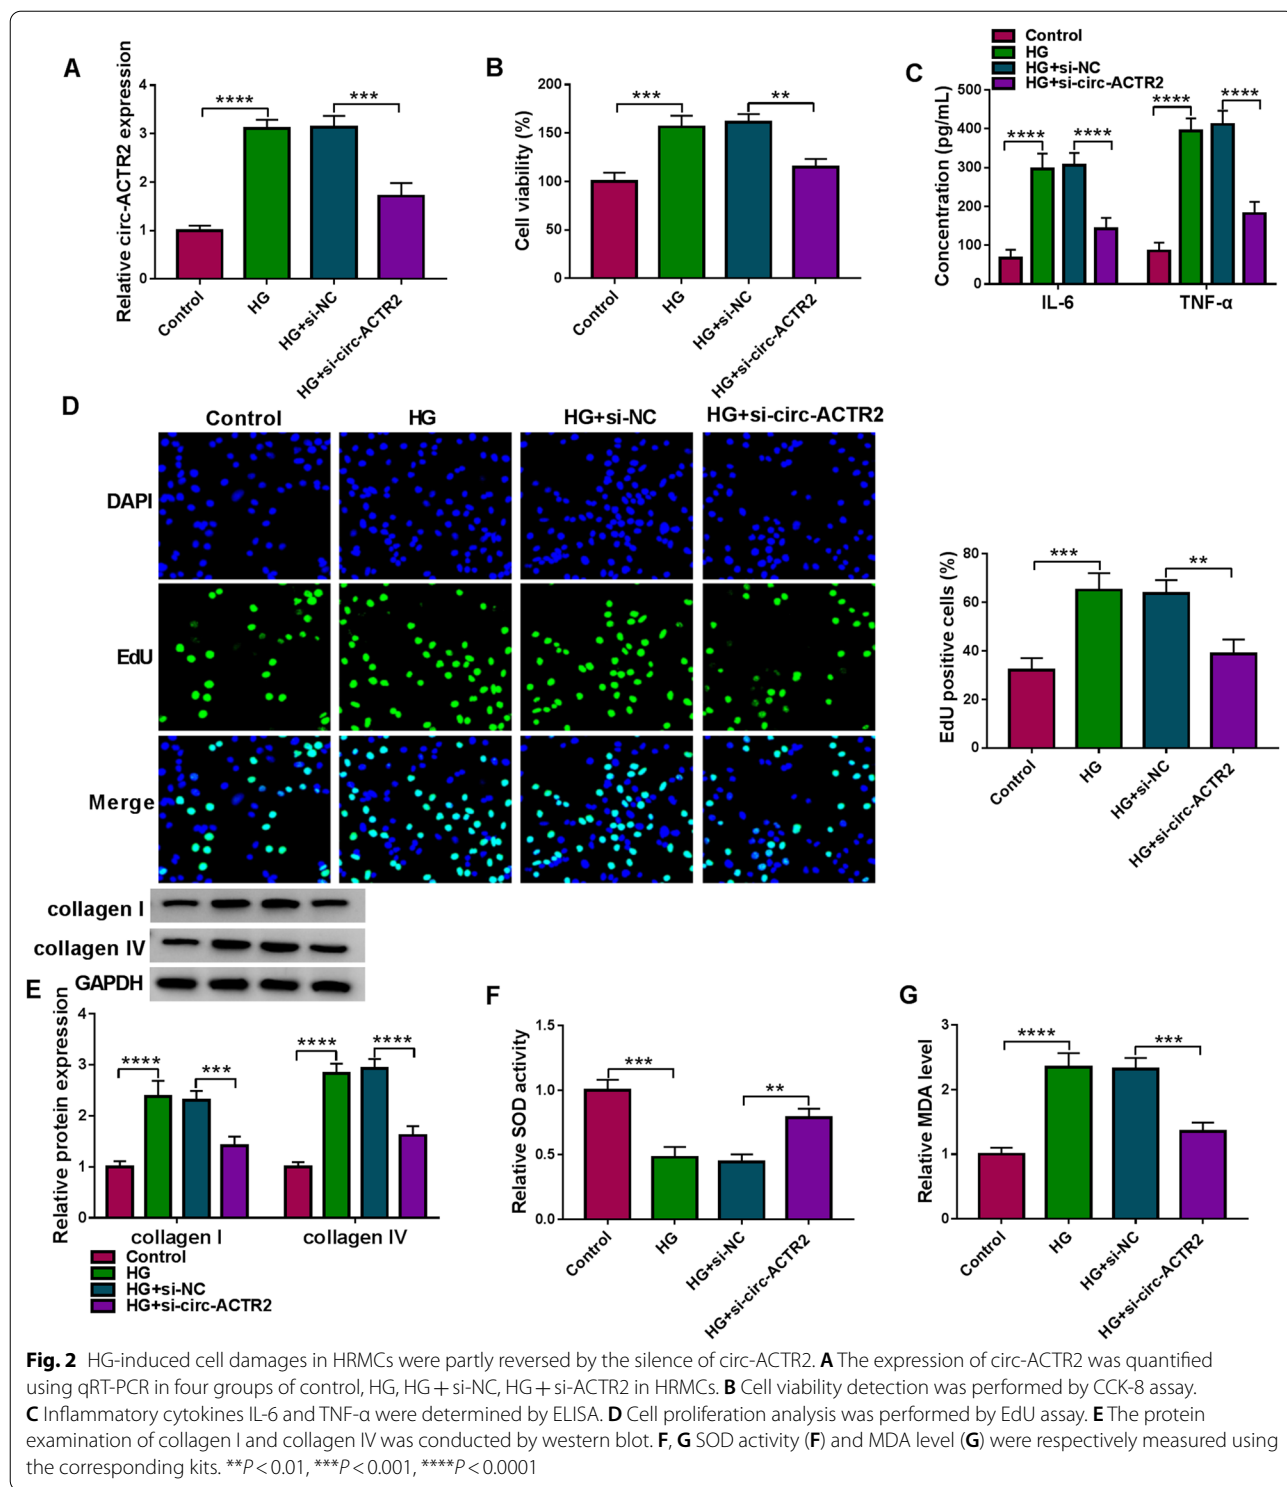 A
Relative circ-ACTR2 expression
4
3
2
1
0
****
***
Control
HG
HG+si-NC
HG+si-circ-ACTR2
B
Cell viability (%)
200
150
100
50
0
***
**
Control
HG
HG+si-NC
HG+si-circ-ACTR2
C
Control
HG
HG+si-NC
HG+si-circ-ACTR2
Concentration (pg/mL)
500
400
300
200
100
0
****
****
****
****
IL-6
TNF-α
D
Control
HG
HG+si-NC
HG+si-circ-ACTR2
DAPI
EdU
Merge
EdU positive cells (%)
80
60
40
20
0
***
**
Control
HG
HG+si-NC
HG+si-circ-ACTR2
collagen I
collagen IV
GAPDH
E
Relative protein expression
4
3
2
1
0
****
***
****
****
collagen I
collagen IV
Control
HG
HG+si-NC
HG+si-circ-ACTR2
F
Relative SOD activity
1.5
1.0
0.5
0.0
***
**
Control
HG
HG+si-NC
HG+si-circ-ACTR2
G
Relative MDA level
3
2
1
0
****
***
Control
HG
HG+si-NC
HG+si-circ-ACTR2
Fig. 2 HG-induced cell damages in HRMCs were partly reversed by the silence of circ-ACTR2. A The expression of circ-ACTR2 was quantified
using qRT-PCR in four groups of control, HG, HG + si-NC, HG + si-ACTR2 in HRMCs. B Cell viability detection was performed by CCK-8 assay.
C Inflammatory cytokines IL-6 and TNF-α were determined by ELISA. D Cell proliferation analysis was performed by EdU assay. E The protein
examination of collagen I and collagen IV was conducted by western blot. F, G SOD activity (F) and MDA level (G) were respectively measured using
the corresponding kits. **P < 0.01, ***P < 0.001, ****P < 0.0001